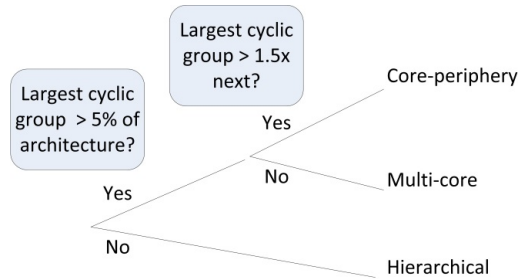 Largest cyclic
group > 1.5x
next?
Core-periphery
Largest cyclic
group > 5% of
architecture?
Yes
No
Multi-core
Yes
No
Hierarchical